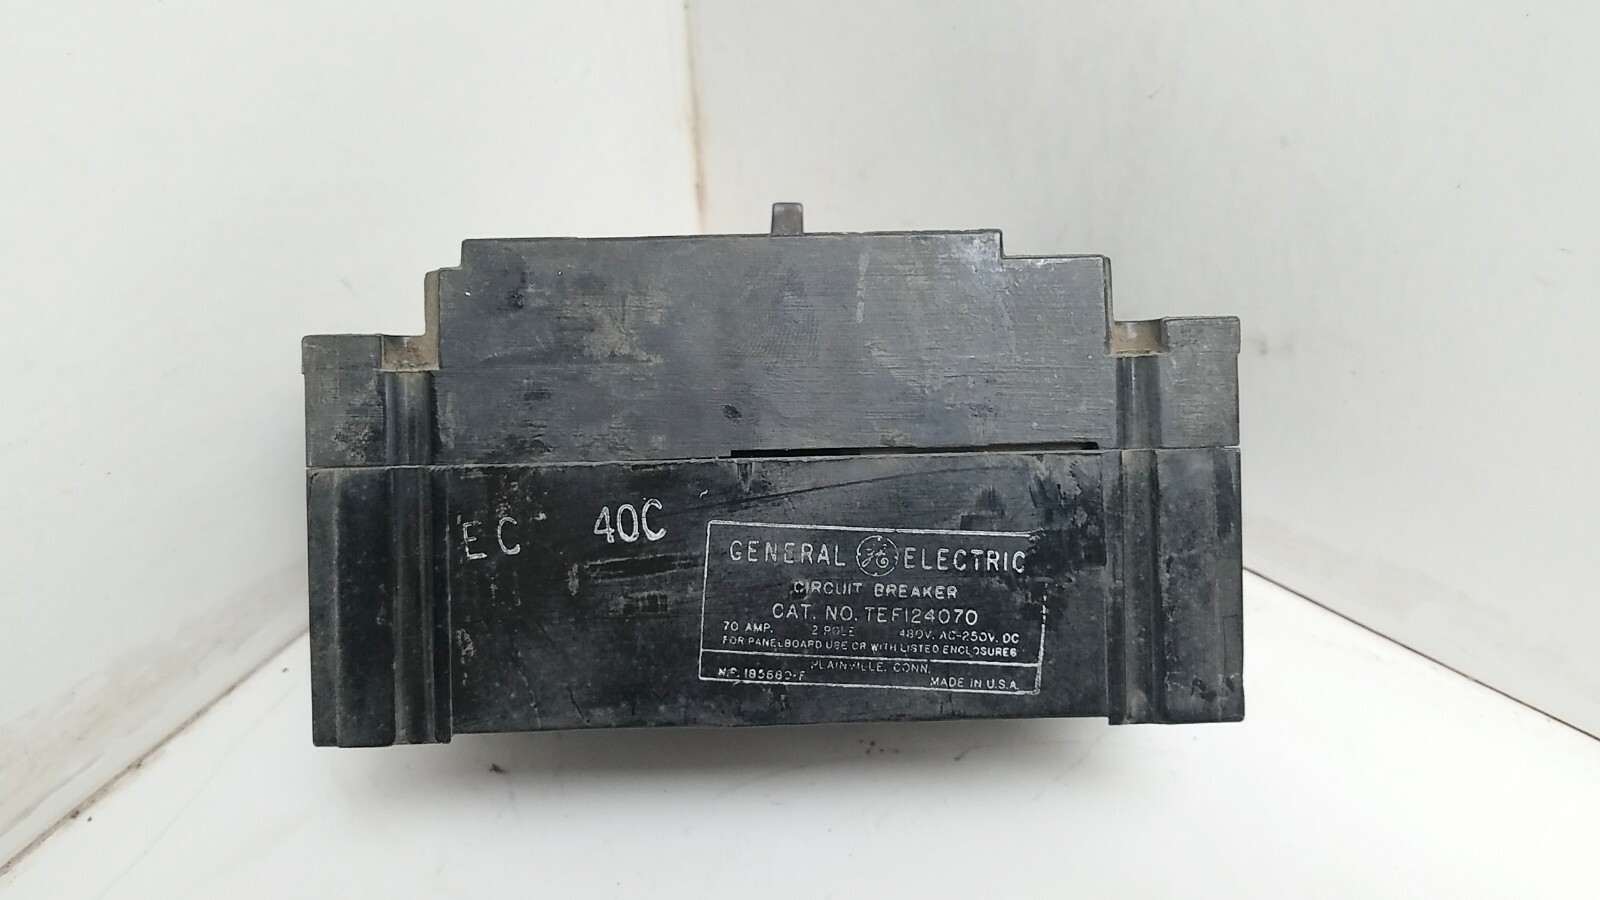 EC 40C
GENERAL GE ELECTRIC
CIRCUIT BREAKER
CAT. NO. TEF124070
70 AMP. 2 POLE 480V. AC-250V. DC
FOR PANELBOARD USE OR WITH LISTED ENCLOSURES
PLAINVILLE, CONN.
MADE IN U.S.A.